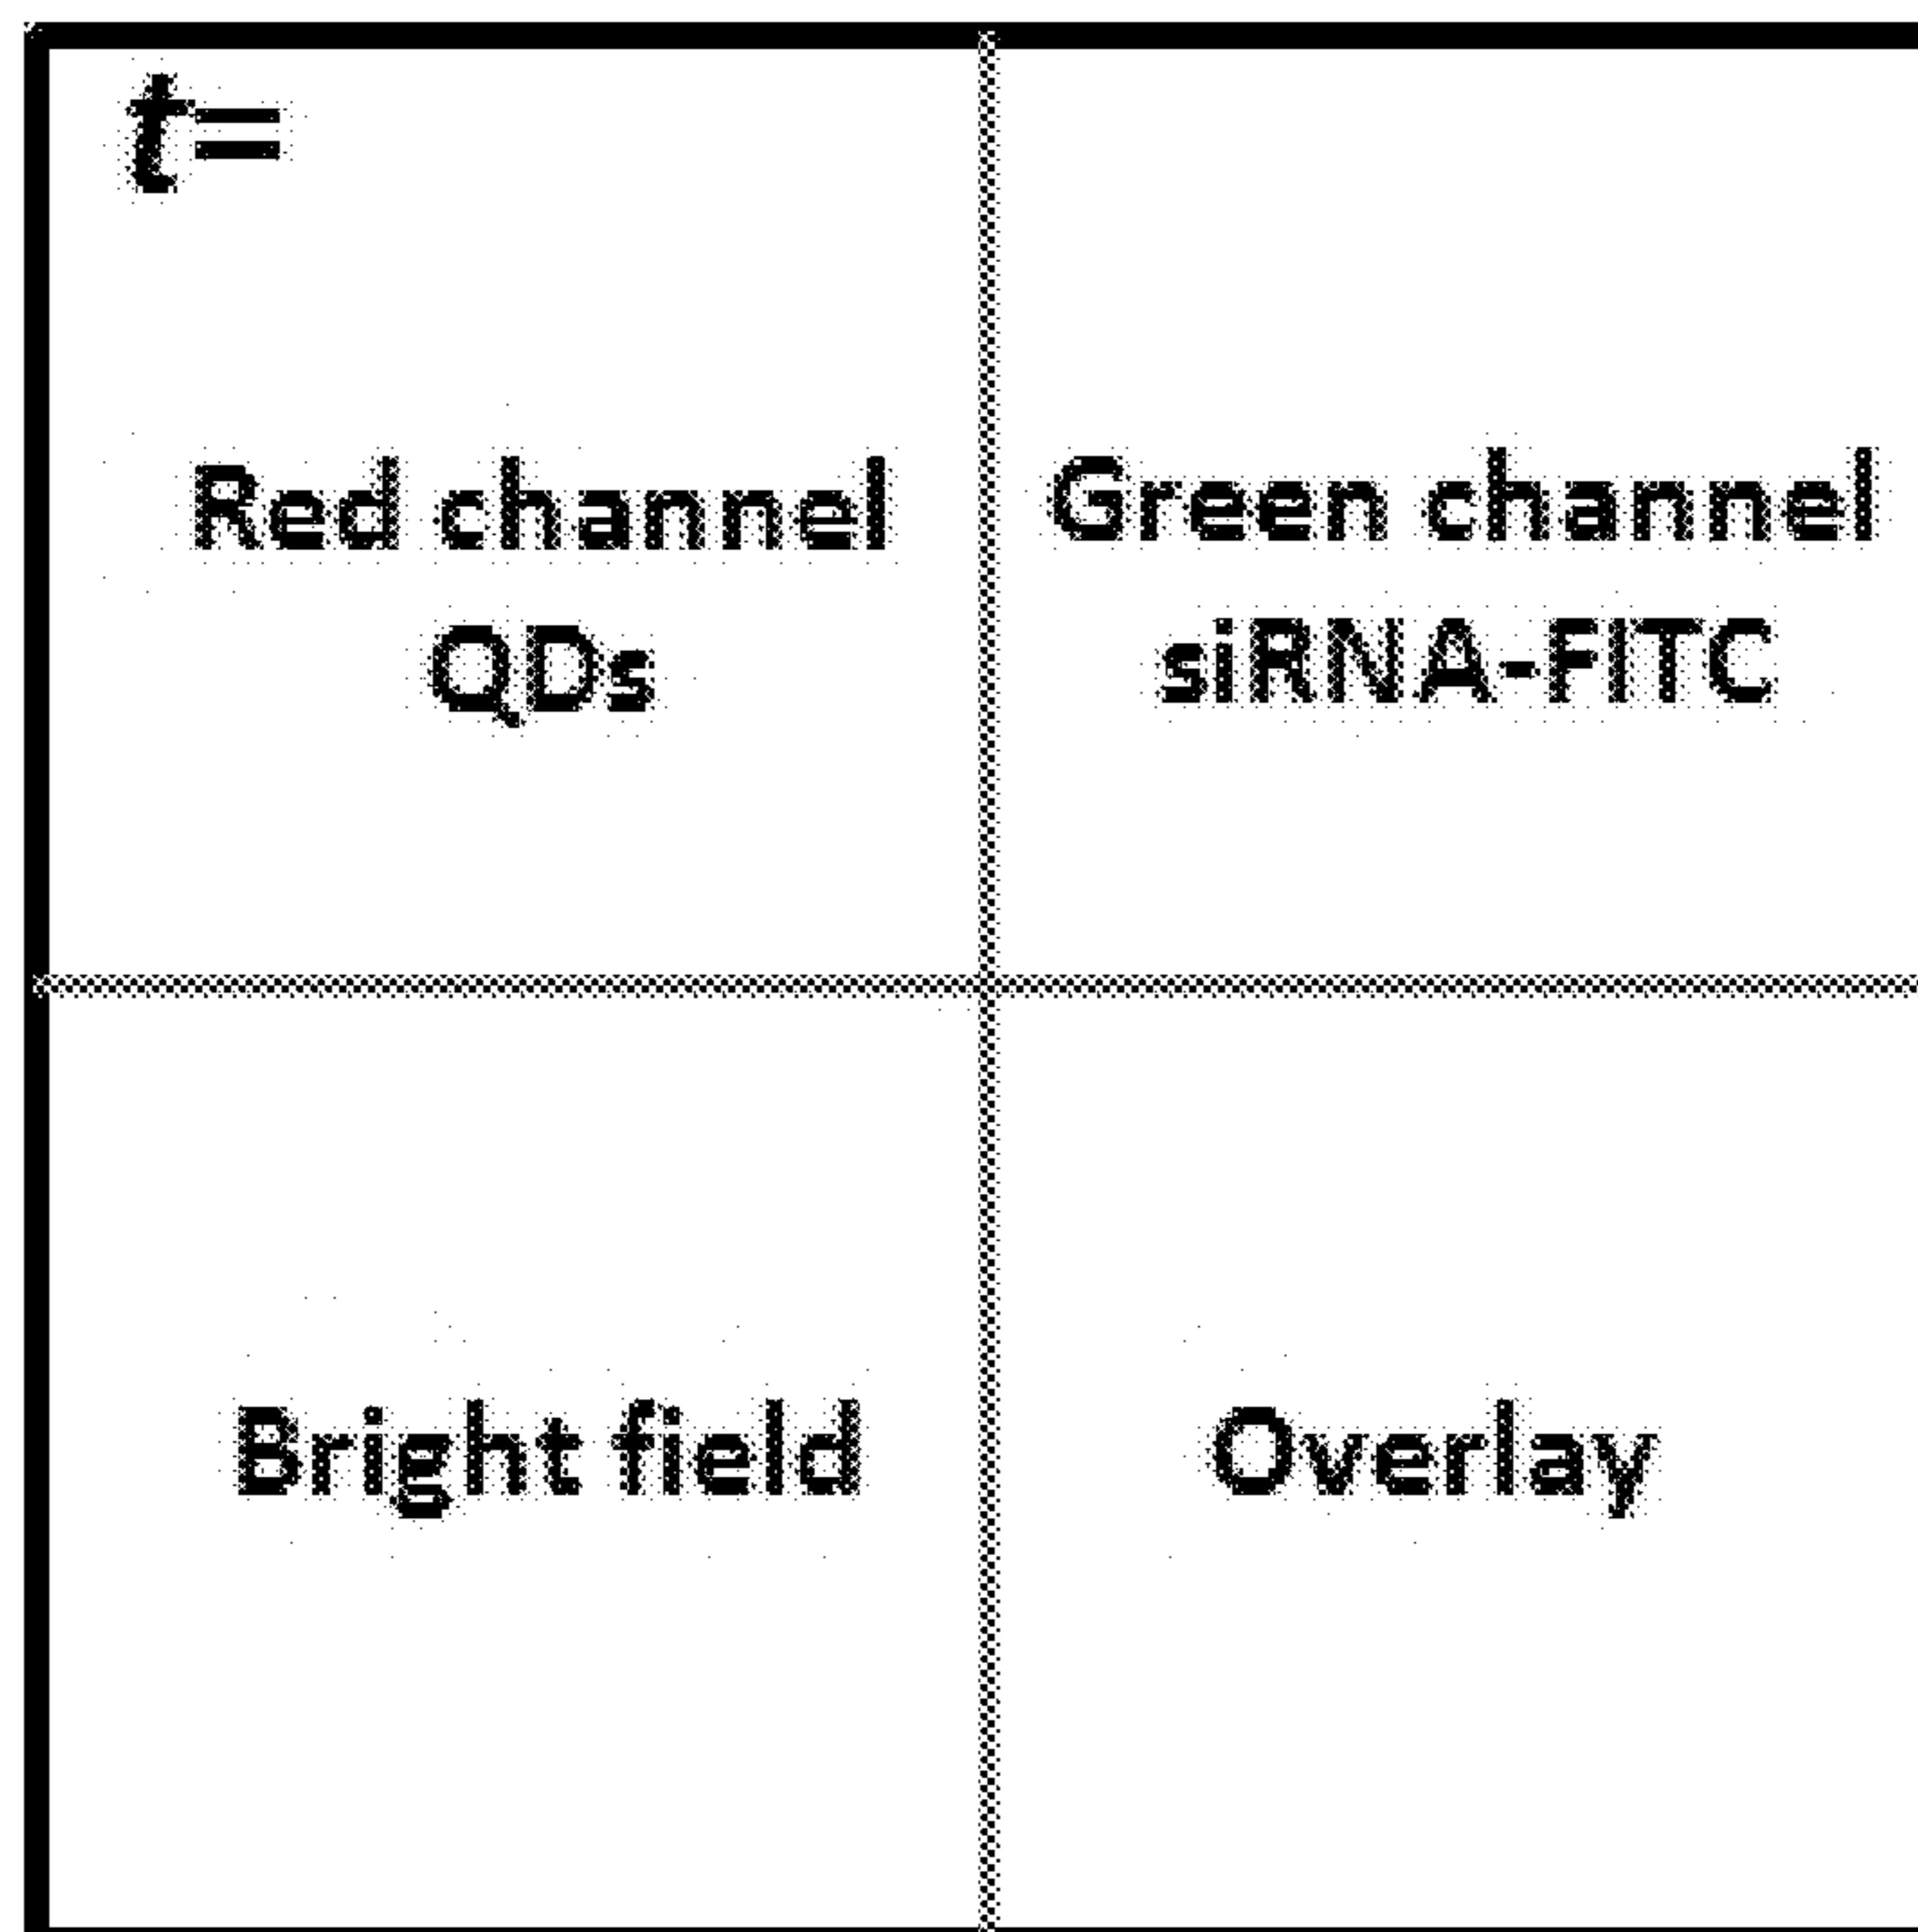 t=
Red channel
QDs
Green channel
siRNA-FITC
Bright field
Overlay